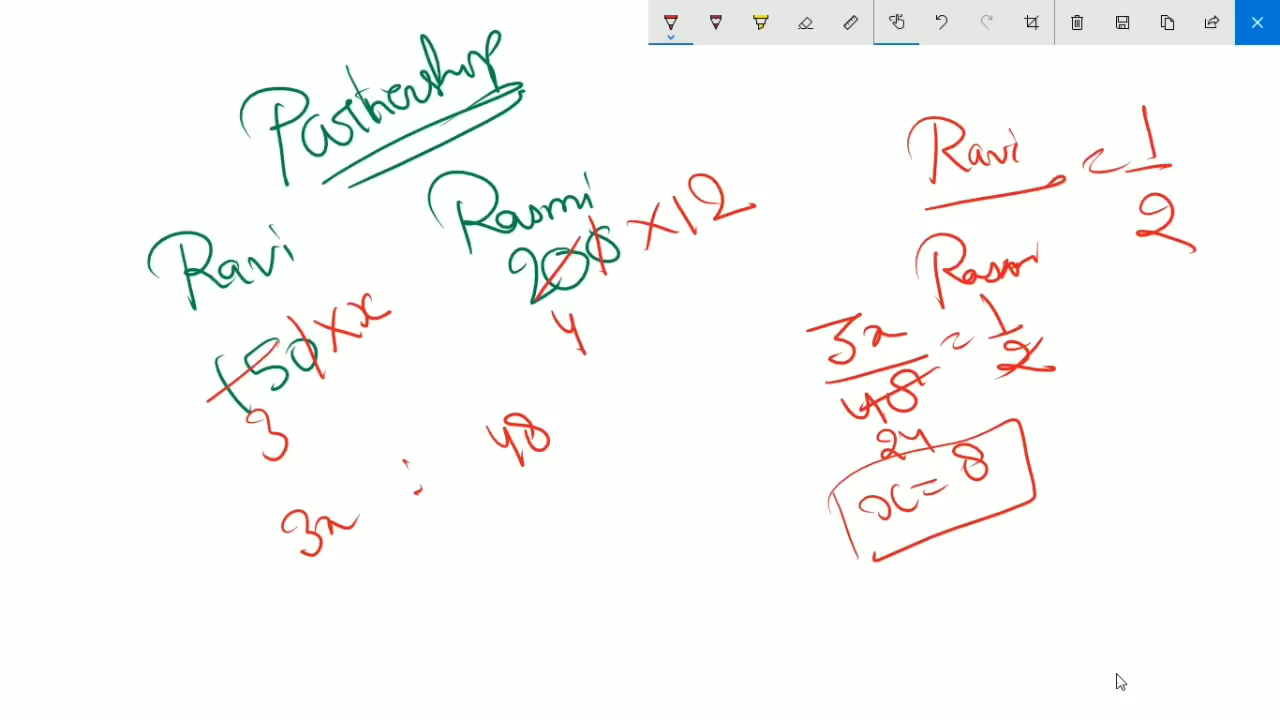 Partnership
Ravi
Rasmi
150 × x
200 × 12
3
4
3x : 48
Ravi = 1/2
Rasmi
3x/48 = 1/2
24
x = 8